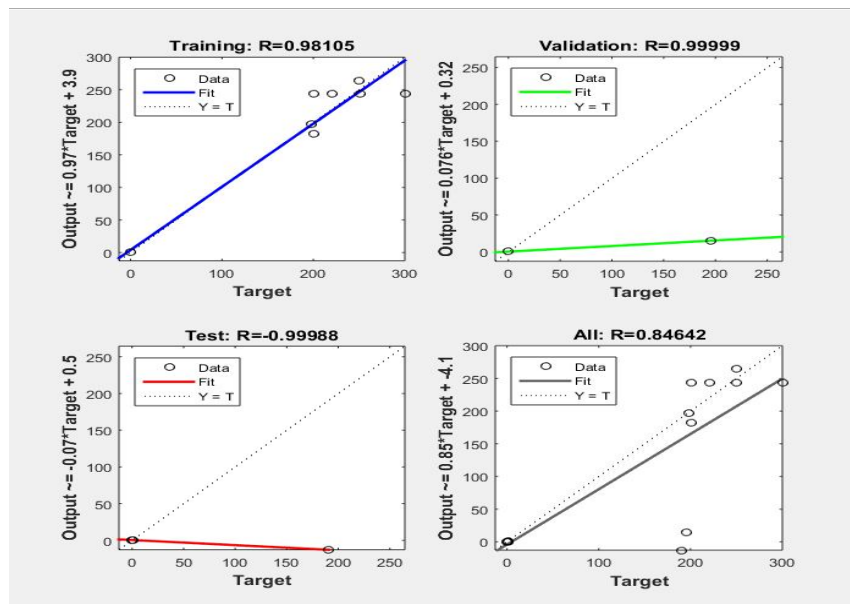 Training: R=0.98105
Output ~= 0.97*Target + 3.9
300
250
200
150
100
50
0
Data
Fit
Y = T
0
100
200
300
Target
Validation: R=0.99999
Output ~= 0.076*Target + 0.32
250
200
150
100
50
0
Data
Fit
Y = T
0
50
100
150
200
250
Target
Test: R=-0.99988
Output ~= -0.07*Target + 0.5
250
200
150
100
50
0
Data
Fit
Y = T
0
50
100
150
200
250
Target
All: R=0.84642
Output ~= 0.85*Target + -4.1
300
250
200
150
100
50
0
Data
Fit
Y = T
0
100
200
300
Target